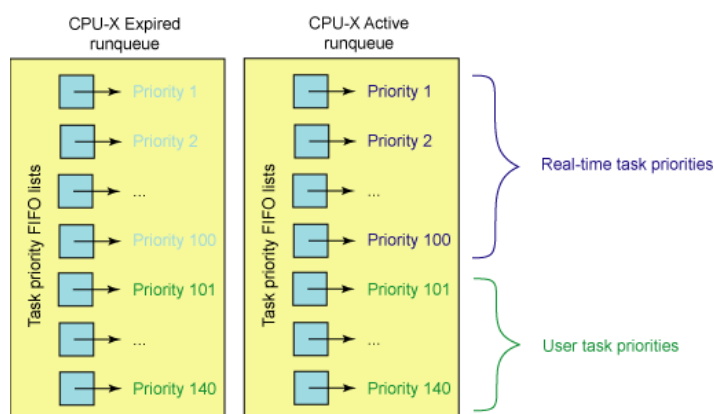 CPU-X Expired
runqueue
CPU-X Active
runqueue
Task priority FIFO lists
Priority 1
Priority 2
...
Priority 100
Priority 101
...
Priority 140
Task priority FIFO lists
Priority 1
Priority 2
...
Priority 100
Priority 101
...
Priority 140
Real-time task priorities
User task priorities